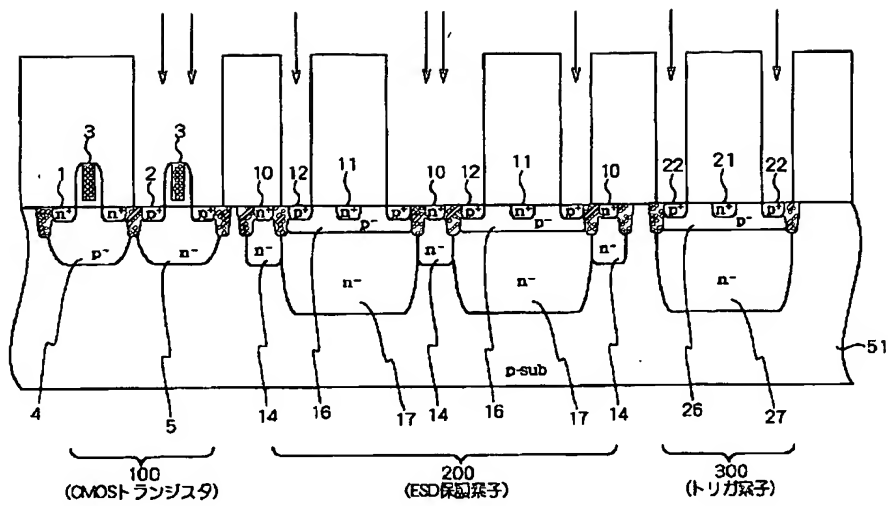 3 3
1 2 10 12 11 10 12 11 10 22 21 22
n+ n+ p+ p+ n+ p+ n+ p+ n+ p+ n+ p+ n+ p+ n+ p+
p- n- n- p- n- p- n- p-
n- n- n-
51
p-sub
4 5 14 16 17 14 16 17 14 26 27
100 200 300
(CMOSトランジスタ) (ESD保護素子) (トリガ素子)